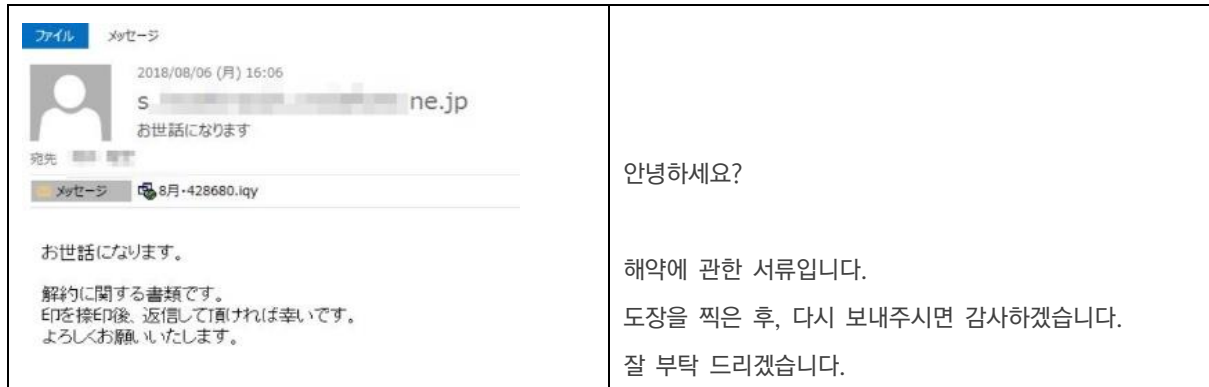 ファイル メッセージ
2018/08/06 (月) 16:06
s ne.jp
お世話になります
宛先
メッセージ 8月-428680.iqy
お世話になります。
解約に関する書類です。
印を捺印後、返信して頂ければ幸いです。
よろしくお願いいたします。
안녕하세요?
해약에 관한 서류입니다.
도장을 찍은 후, 다시 보내주시면 감사하겠습니다.
잘 부탁 드리겠습니다.